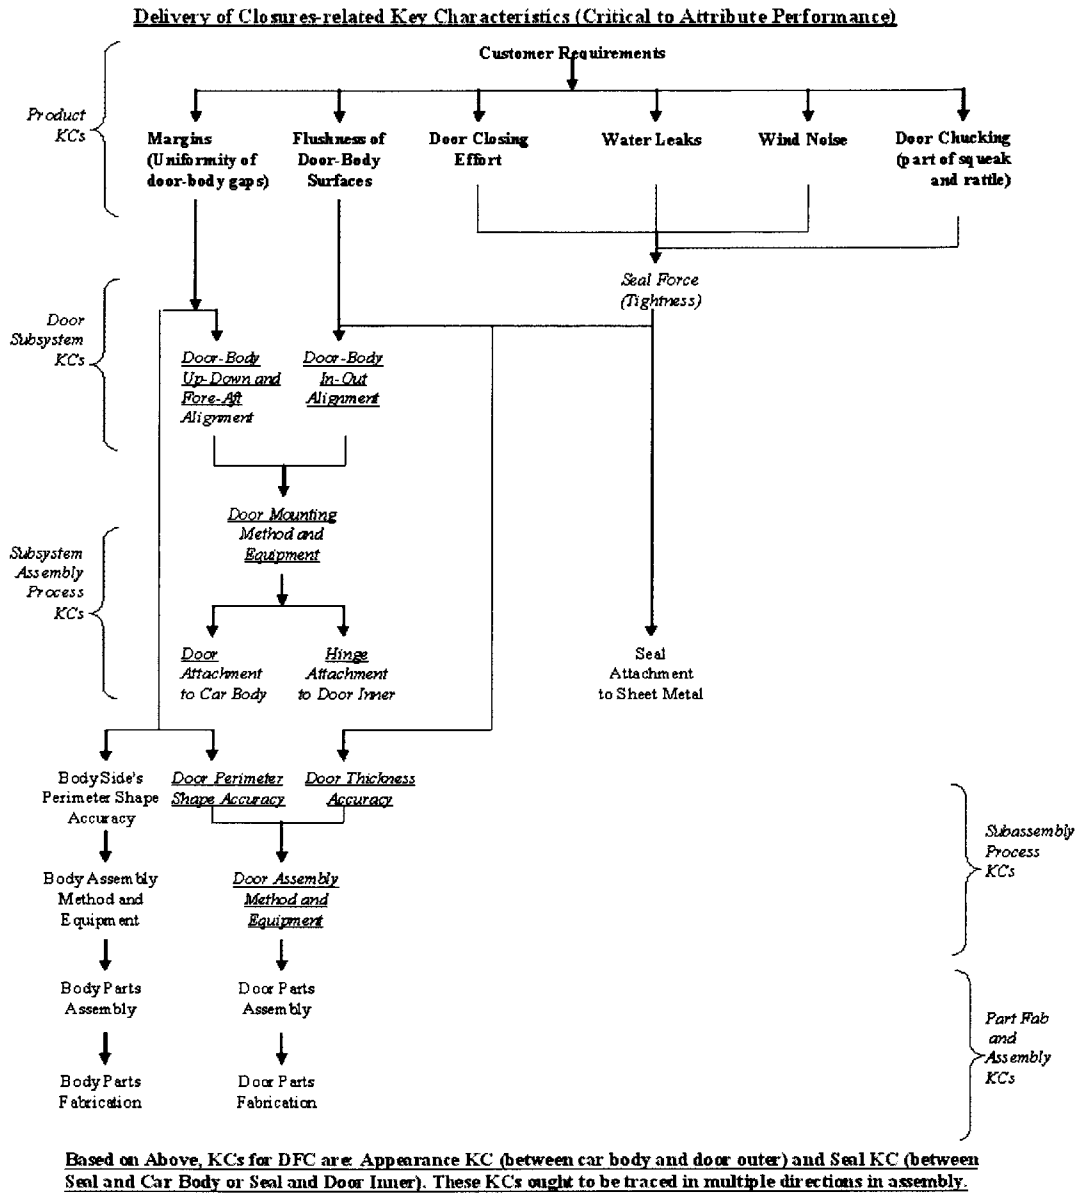 Delivery of Closures-related Key Characteristics (Critical to Attribute Performance)
Customer Requirements
Product
KCs
Margins
(Uniformity of
door-body gaps)
Flushness of
Door-Body
Surfaces
Door Closing
Effort
Water Leaks
Wind Noise
Door Chucking
(part of squeak
and rattle)
Seal Force
(Tightness)
Door
Subsystem
KCs
Door-Body
Up-Down and
Fore-Aft
Alignment
Door-Body
In-Out
Alignment
Door Mounting
Method and
Equipment
Subsystem
Assembly
Process
KCs
Door
Attachment
to Car Body
Hinge
Attachment
to Door Inner
Seal
Attachment
to Sheet Metal
Body Side's
Perimeter Shape
Accuracy
Door Perimeter
Shape Accuracy
Door Thickness
Accuracy
Subassembly
Process
KCs
Body Assembly
Method and
Equipment
Door Assembly
Method and
Equipment
Body Parts
Assembly
Door Parts
Assembly
Part Fab
and
Assembly
KCs
Body Parts
Fabrication
Door Parts
Fabrication
Based on Above, KCs for DFC are: Appearance KC (between car body and door outer) and Seal KC (between
Seal and Car Body or Seal and Door Inner). These KCs ought to be traced in multiple directions in assembly.